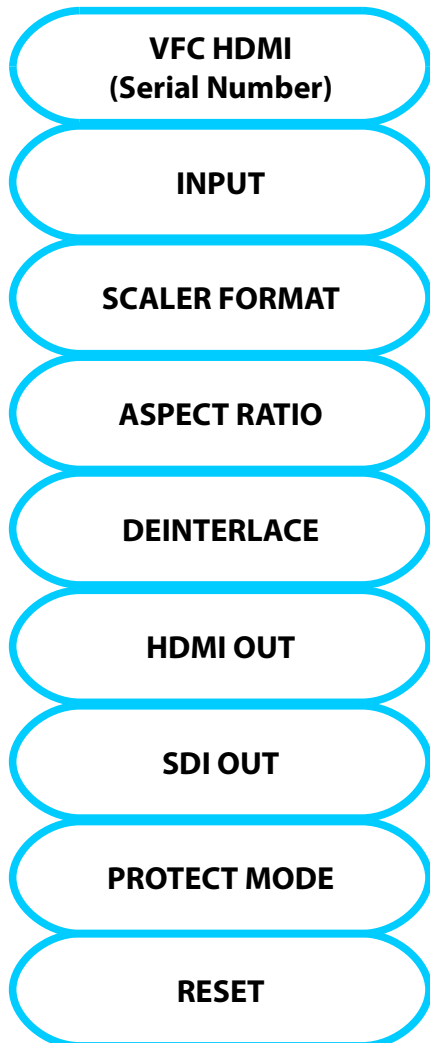 VFC HDMI
(Serial Number)
INPUT
SCALER FORMAT
ASPECT RATIO
DEINTERLACE
HDMI OUT
SDI OUT
PROTECT MODE
RESET